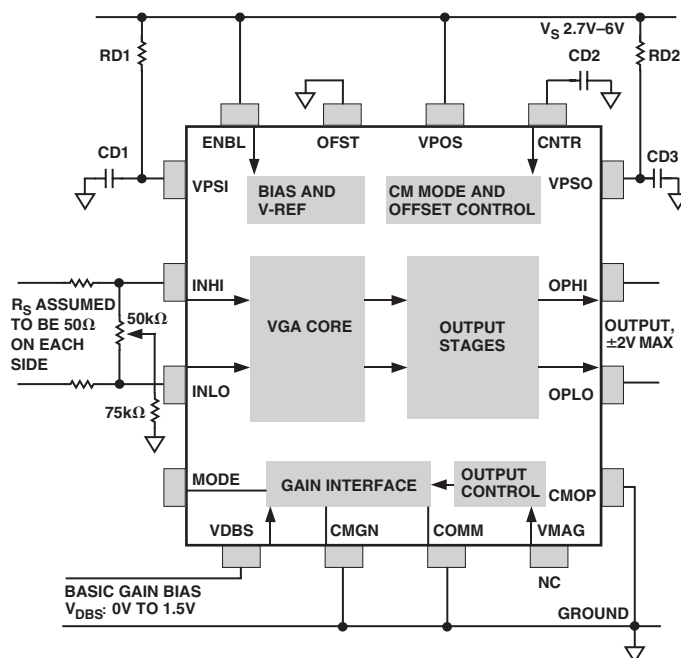 V_S 2.7V–6V
RD1
CD2
RD2
ENBL
OFST
VPOS
CNTR
CD1
CD3
VPSI
BIAS AND
V-REF
CM MODE AND
OFFSET CONTROL
VPSO
INHI
OPHI
R_S ASSUMED
TO BE 50Ω
ON EACH
SIDE
50kΩ
VGA CORE
OUTPUT
STAGES
OUTPUT,
±2V MAX
INLO
OPLO
75kΩ
MODE
GAIN INTERFACE
OUTPUT
CONTROL
CMOP
VDBS
CMGN
COMM
VMAG
NC
BASIC GAIN BIAS
V_DBS: 0V TO 1.5V
GROUND